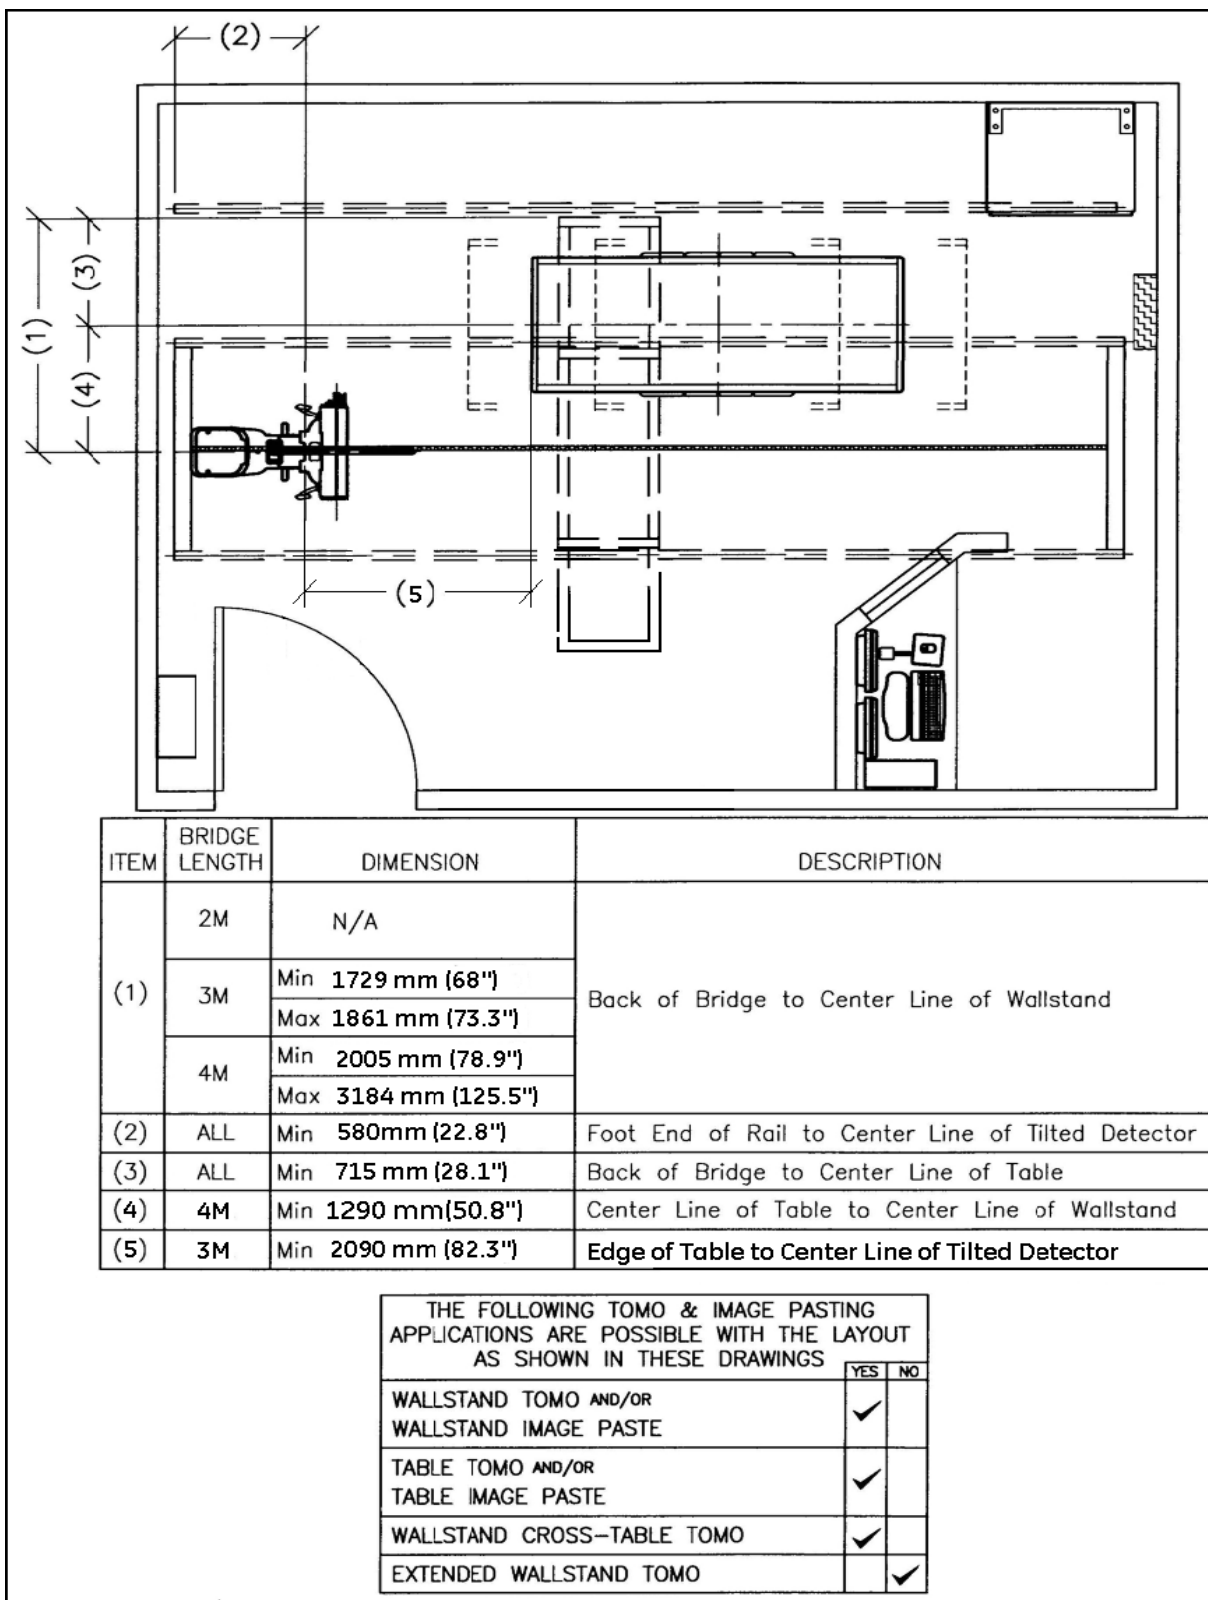 (2)
(3)
(1)
(4)
(5)
ITEM BRIDGE LENGTH DIMENSION DESCRIPTION
(1) 2M N/A Back of Bridge to Center Line of Wallstand
3M Min 1729 mm (68")
Max 1861 mm (73.3")
4M Min 2005 mm (78.9")
Max 3184 mm (125.5")
(2) ALL Min 580mm (22.8") Foot End of Rail to Center Line of Tilted Detector
(3) ALL Min 715 mm (28.1") Back of Bridge to Center Line of Table
(4) 4M Min 1290 mm(50.8") Center Line of Table to Center Line of Wallstand
(5) 3M Min 2090 mm (82.3") Edge of Table to Center Line of Tilted Detector
THE FOLLOWING TOMO & IMAGE PASTING
APPLICATIONS ARE POSSIBLE WITH THE LAYOUT
AS SHOWN IN THESE DRAWINGS
YES NO
WALLSTAND TOMO AND/OR
WALLSTAND IMAGE PASTE
TABLE TOMO AND/OR
TABLE IMAGE PASTE
WALLSTAND CROSS-TABLE TOMO
EXTENDED WALLSTAND TOMO